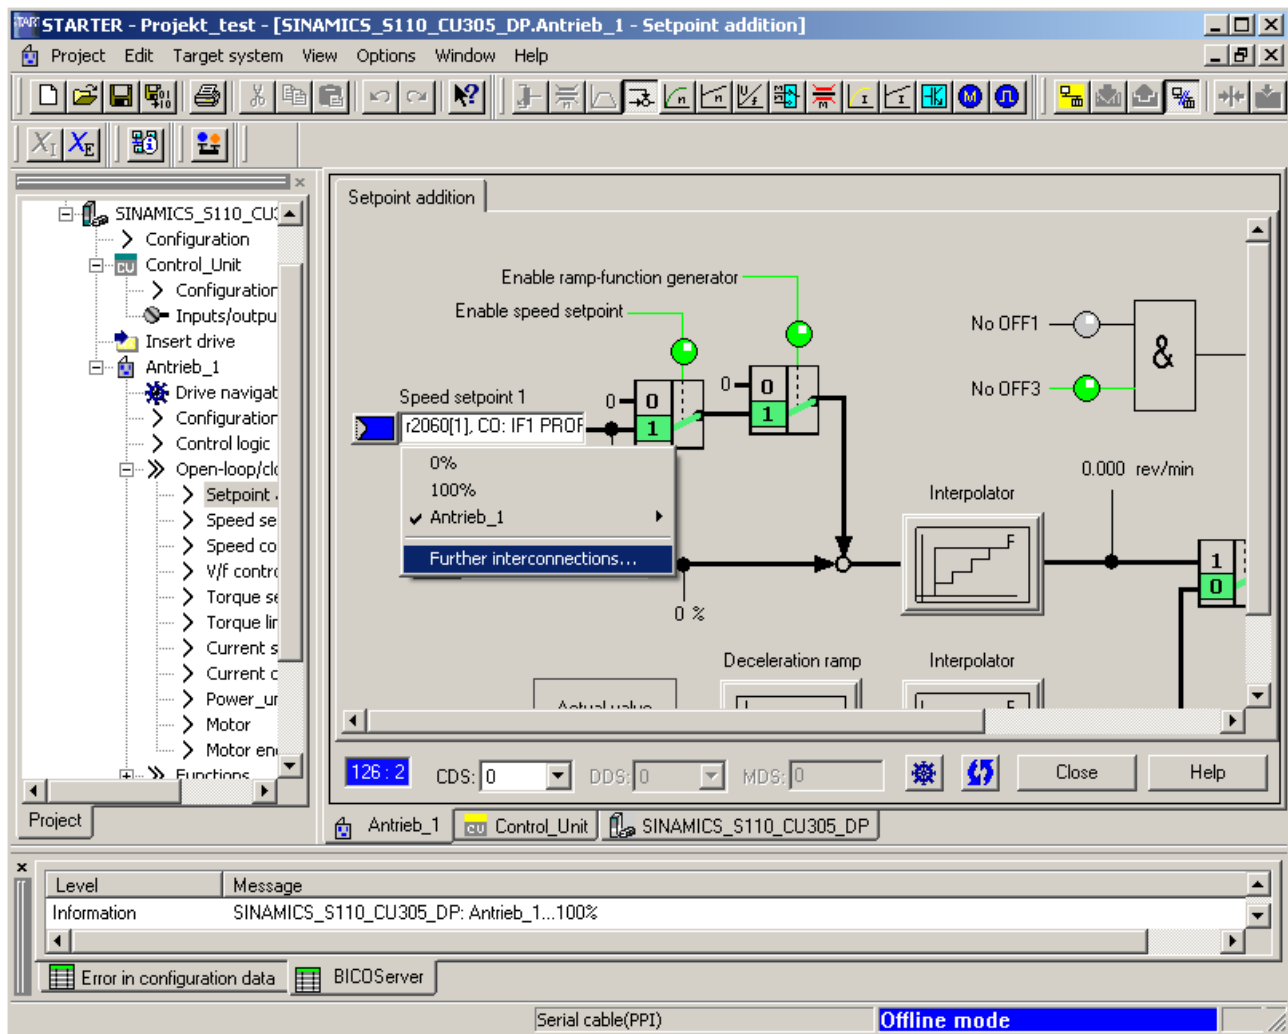 STARTER - Projekt_test - [SINAMICS_S110_CU305_DP.Antrieb_1 - Setpoint addition]
Project Edit Target system View Options Window Help
Setpoint addition
SINAMICS_S110_CU
Configuration
Control_Unit
Configuration
Inputs/outpu
Insert drive
Antrieb_1
Drive navigat
Configuration
Control logic
Open-loop/clo
Setpoint
Speed se
Speed co
V/f contro
Torque se
Torque lin
Current s
Current c
Power_un
Motor
Motor enc
Functions
Project
Enable ramp-function generator
Enable speed setpoint
No OFF1
&
No OFF3
Speed setpoint 1
0 0
0 0
r2060[1], CO: IF1 PROF
1
1
0%
100%
Antrieb_1
Further interconnections...
0.000 rev/min
Interpolator
F
1
0
0 %
Deceleration ramp
Interpolator
Actual value
F
126 : 2 CDS: 0 DDS: 0 MDS: 0 Close Help
Antrieb_1 CU Control_Unit SINAMICS_S110_CU305_DP
Level Message
Information SINAMICS_S110_CU305_DP: Antrieb_1...100%
Error in configuration data BICOServer
Serial cable(PPI) Offline mode